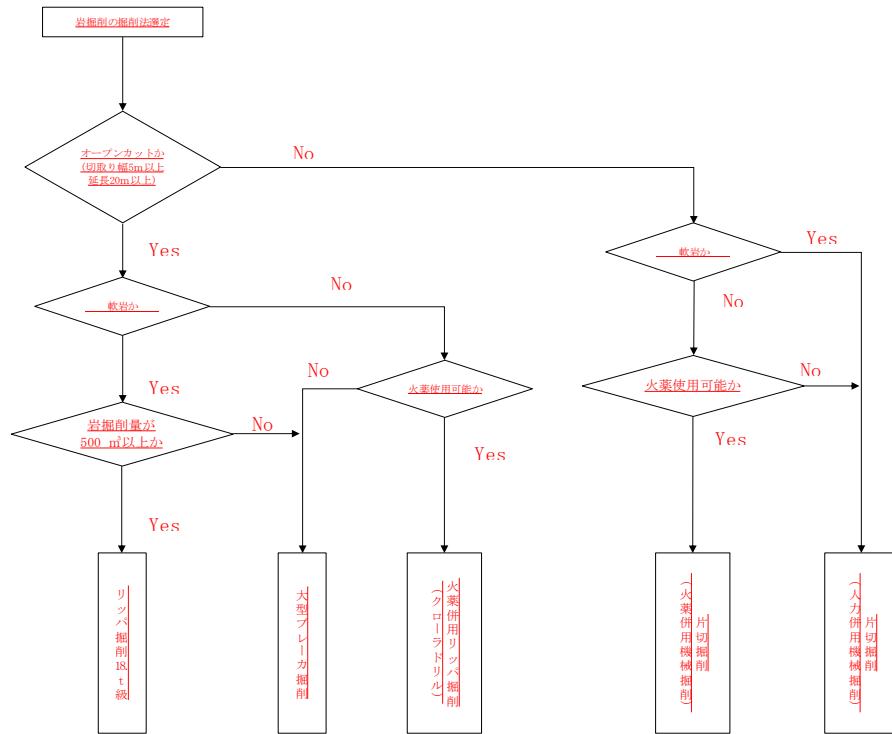 岩掘削の掘削法選定
オープンカットか
(切取り幅5m以上
延長20m以上)
No
Yes
軟岩か
Yes
軟岩か
No
No
Yes
No
火薬使用可能か
火薬使用可能か
No
岩掘削量が
500 ㎥以上か
No
Yes
Yes
Yes
リッパ掘削18.t級
大型ブレーカ掘削
火薬併用リッパ掘削
(クローラドリル)
片切掘削
(火薬併用機械掘削)
片切掘削
(人力併用機械掘削)